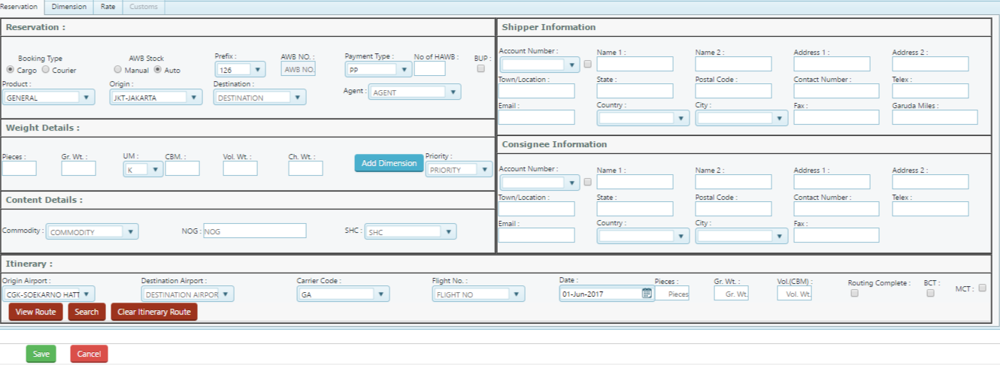 Reservation Dimension Rate Customs
Reservation :
Booking Type AWB Stock Prefix : AWB NO. : Payment Type : No of HAWB : BUP :
Cargo Courier Manual Auto 126 AWB NO. PP
Product : Origin : Destination : Agent : AGENT
GENERAL JKT-JAKARTA DESTINATION
Weight Details :
Pieces : Gr. Wt. : UM : CBM. : Vol. Wt. : Ch. Wt. : Add Dimension Priority :
K PRIORITY
Content Details :
Commodity : COMMODITY NOG : NOG SHC : SHC
Shipper Information
Account Number : Name 1 : Name 2 : Address 1 : Address 2 :
Town/Location : State : Postal Code : Contact Number : Telex :
Email : Country : City : Fax : Garuda Miles :
Consignee Information
Account Number : Name 1 : Name 2 : Address 1 : Address 2 :
Town/Location : State : Postal Code : Contact Number : Telex :
Email : Country : City : Fax :
Itinerary :
Origin Airport : Destination Airport : Carrier Code : Flight No. : Date : Pieces : Gr. Wt. : Vol.(CBM) : Routing Complete : BCT : MCT :
CGK-SOEKARNO HATT DESTINATION AIRPOR GA FLIGHT NO 01-Jun-2017 Pieces Gr. Wt. Vol. Wt.
View Route Search Clear Itinerary Route
Save Cancel